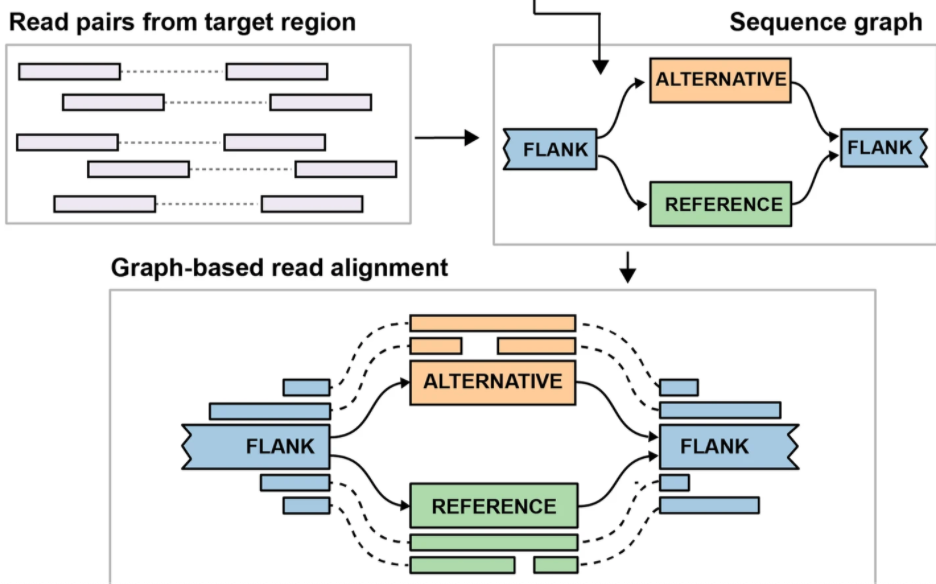 Read pairs from target region
Sequence graph
ALTERNATIVE
FLANK
FLANK
REFERENCE
Graph-based read alignment
ALTERNATIVE
FLANK
FLANK
REFERENCE